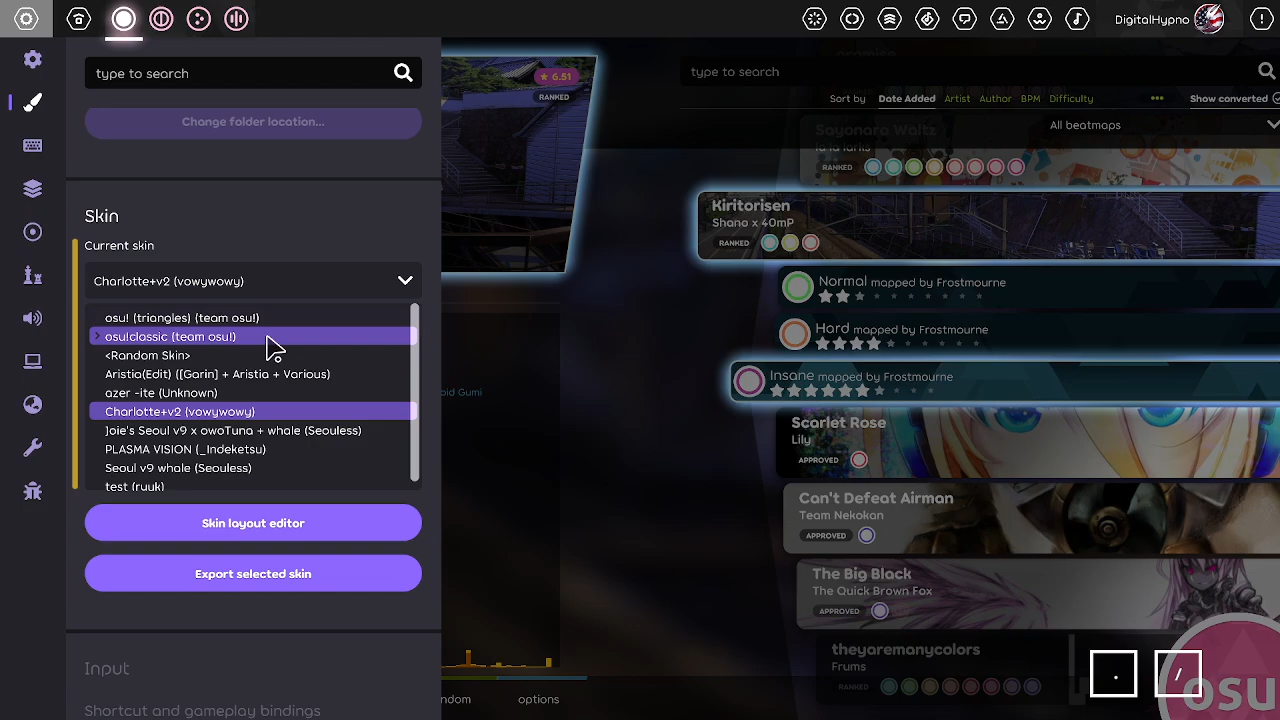 DigitalHypno
type to search
Change folder location...
Skin
Current skin
Charlotte+v2 (vowywowy)
osu! (triangles) (team osu!)
osu!classic (team osu!)
<Random Skin>
Aristia(Edit) ([Garin] + Aristia + Various)
azer -ite (Unknown)
Charlotte+v2 (vowywowy)
Joie's Seoul v9 x owoTuna + whale (Seouless)
PLASMA VISION (_Indeketsu)
Seoul v9 whale (Seouless)
test (ruuk)
Skin layout editor
Export selected skin
Input
Shortcut and gameplay bindings
6.51
RANKED
oid Gumi
ndom
options
type to search
Sort by
Date Added
Artist
Author
BPM
Difficulty
•••
Show converted
All beatmaps
Sayonara Waltz
RANKED
Kiritorisen
Shano x 40mP
RANKED
Normal mapped by Frostmourne
Hard mapped by Frostmourne
Insane mapped by Frostmourne
Scarlet Rose
Lily
APPROVED
Can't Defeat Airman
Team Nekokan
APPROVED
The Big Black
The Quick Brown Fox
APPROVED
theyaremanycolors
Frums
RANKED
.
/
osu